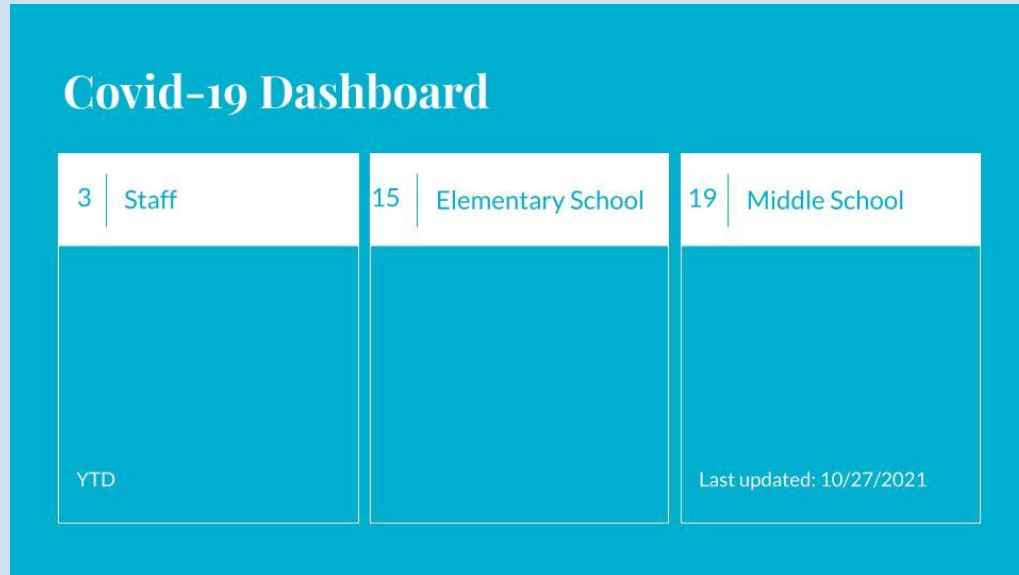 Covid-19 Dashboard
3 Staff
15 Elementary School
19 Middle School
YTD
Last updated: 10/27/2021